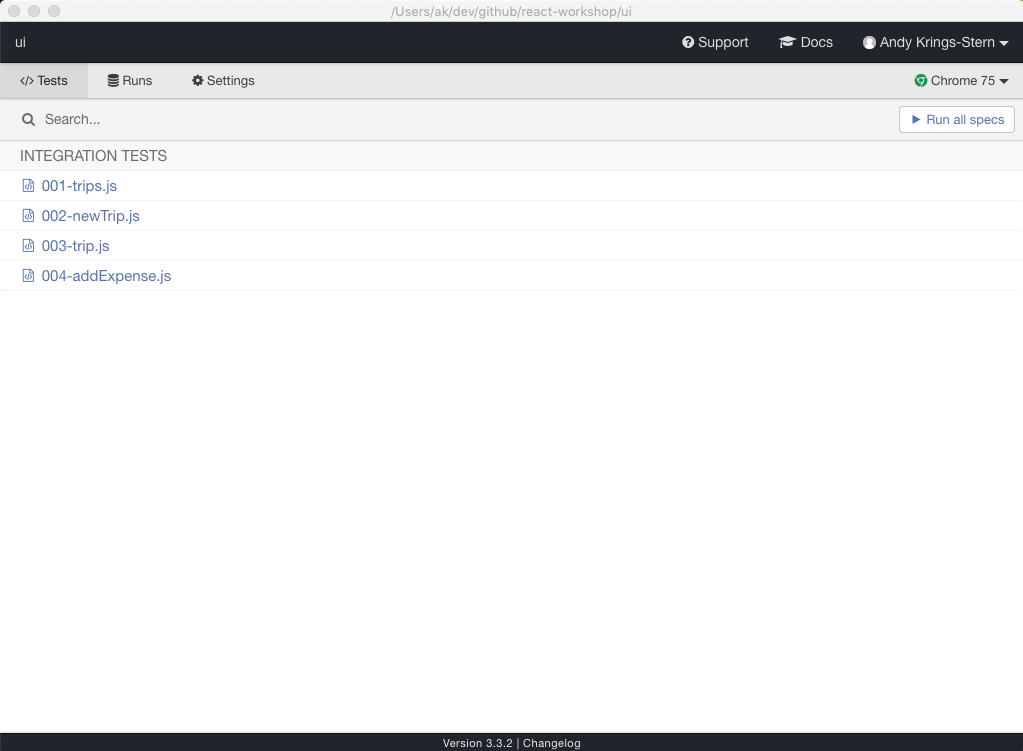 /Users/ak/dev/github/react-workshop/ui
ui Support Docs Andy Krings-Stern
</> Tests Runs Settings Chrome 75
Search... Run all specs
INTEGRATION TESTS
001-trips.js
002-newTrip.js
003-trip.js
004-addExpense.js
Version 3.3.2 | Changelog